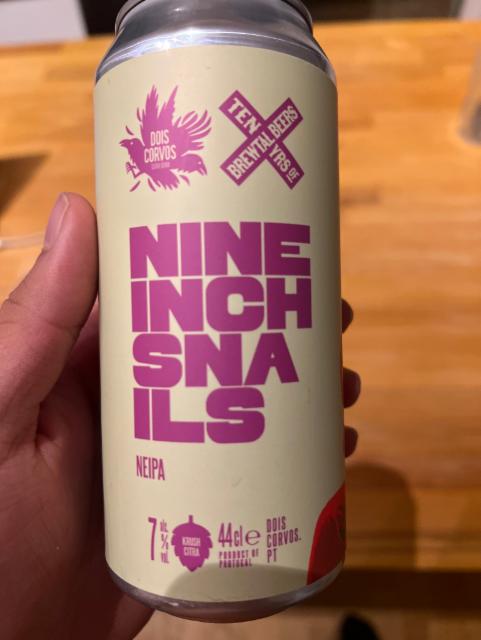 DOIS
CORVOS
TEN YRS OF
BREWTAL BEERS
NINE
INCH
SNA
ILS
NEIPA
7 alc. % vol.
KRUSH
CITRA
44cl e
PRODUCT OF
PORTUGAL
DOIS
CORVOS.
PT